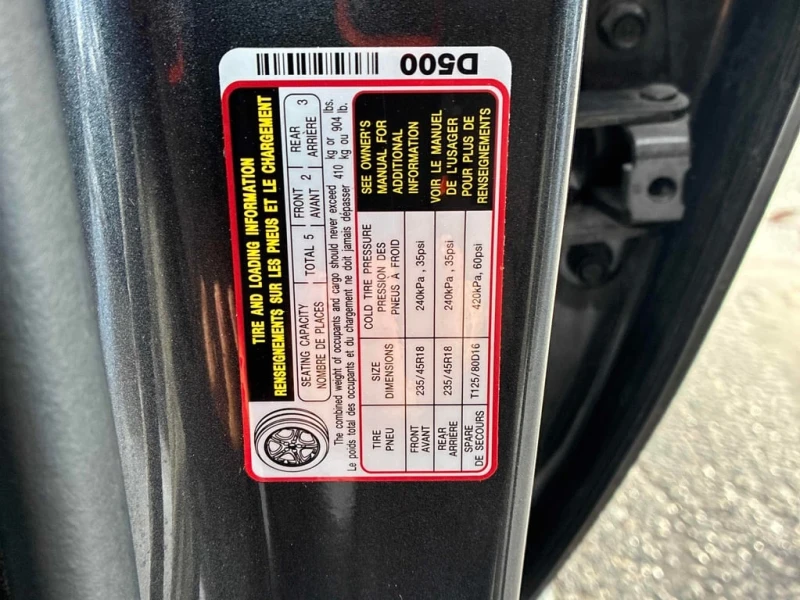 D500
TIRE AND LOADING INFORMATION
RENSEIGNEMENTS SUR LES PNEUS ET LE CHARGEMENT
SEATING CAPACITY TOTAL 5 FRONT 2 REAR 3
NOMBRE DE PLACES AVANT ARRIÈRE
The combined weight of occupants and cargo should never exceed 410 kg or 904 lbs.
Le poids total des occupants et du chargement ne doit jamais dépasser kg ou lb.
TIRE SIZE COLD TIRE PRESSURE
PNEU DIMENSIONS PRESSION DES
PNEUS À FROID
FRONT 235/45R18 240kPa , 35psi
AVANT
REAR 235/45R18 240kPa , 35psi
ARRIÈRE
SPARE T125/80D16 420kPa, 60psi
DE SECOURS
SEE OWNER'S
MANUAL FOR
ADDITIONAL
INFORMATION
VOIR LE MANUEL
DE L'USAGER
POUR PLUS DE
RENSEIGNEMENTS